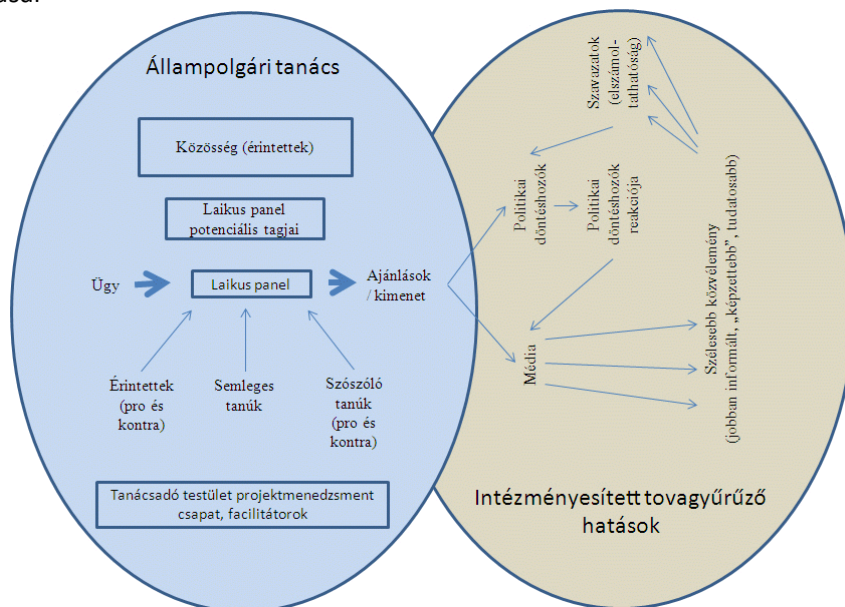 Állampolgári tanács
Közösség (érintettek)
Laikus panel
potenciális tagjai
Ügy
Laikus panel
Ajánlások
/kimenet
Érintettek
(pro és
kontra)
Semleges
tanúk
Szószóló
tanúk
(pro és
kontra)
Tanácsadó testület projektmenedzsment
csapat, facilitátorok
Szavazatok
(elszámol-
tathatóság)
Politikai
döntéshozók
Politikai
döntéshozók
reakciója
Média
Szélesebb közvélemény
(jobban informált, „képzettebb”, tudatosabb)
Intézményesített tovagyűrűző
hatások